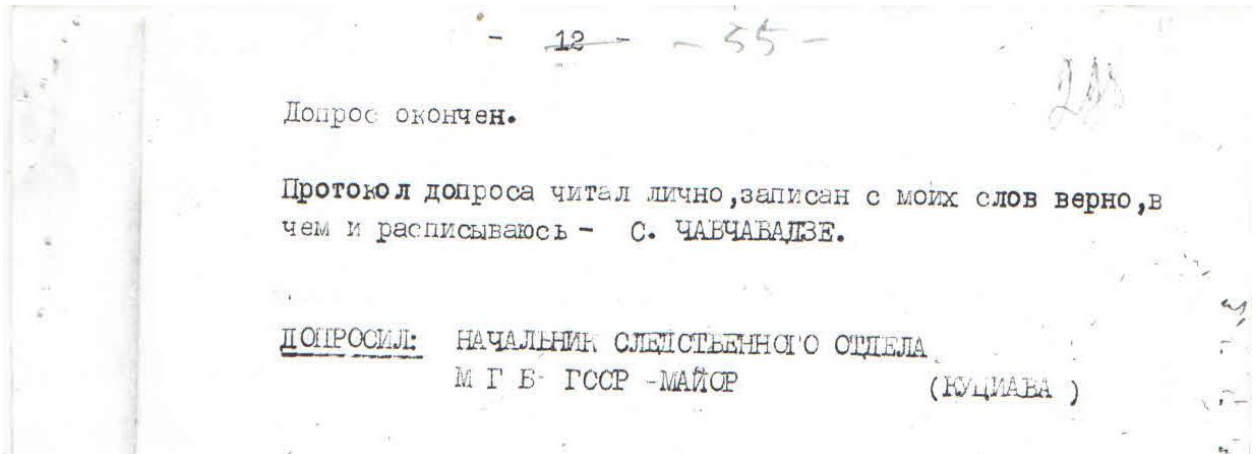 - 12 - - 55 -
Допрос окончен.
Протокол допроса читал лично,записан с моих слов верно,в
чем и расписываюсь - С. ЧАВЧАВАДЗЕ.
ДОПРОСИЛ: НАЧАЛЬНИК СЛЕДСТВЕННОГО ОТДЕЛА
М Г Б ГССР -МАЙОР (КУЦИАВА )